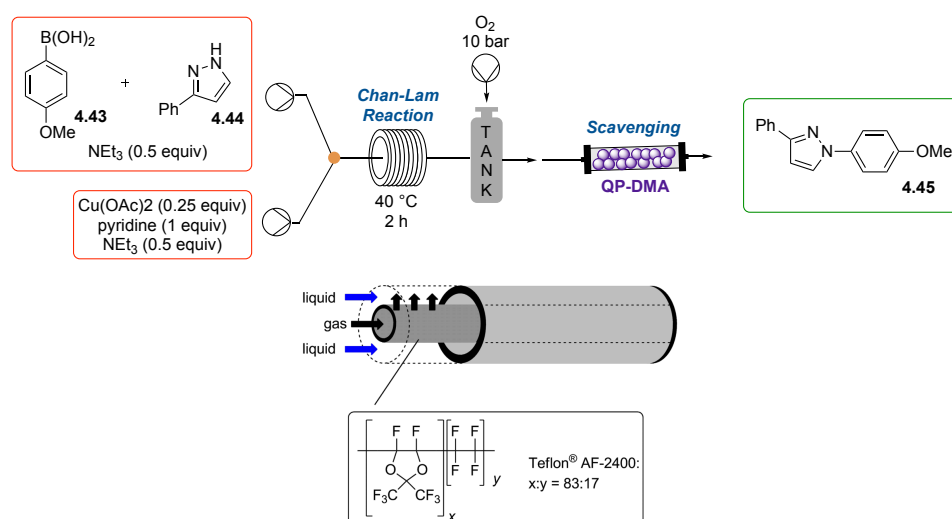 B(OH)2
+
OMe
4.43
H
N
N
Ph
4.44
NEt3 (0.5 equiv)
Cu(OAc)2 (0.25 equiv)
pyridine (1 equiv)
NEt3 (0.5 equiv)
Chan-Lam
Reaction
40 °C
2 h
O2
10 bar
TANK
Scavenging
QP-DMA
Ph
N
N
OMe
4.45
liquid
gas
liquid
F F
F F
O O
F F
F3C CF3
x
y
Teflon® AF-2400:
x:y = 83:17